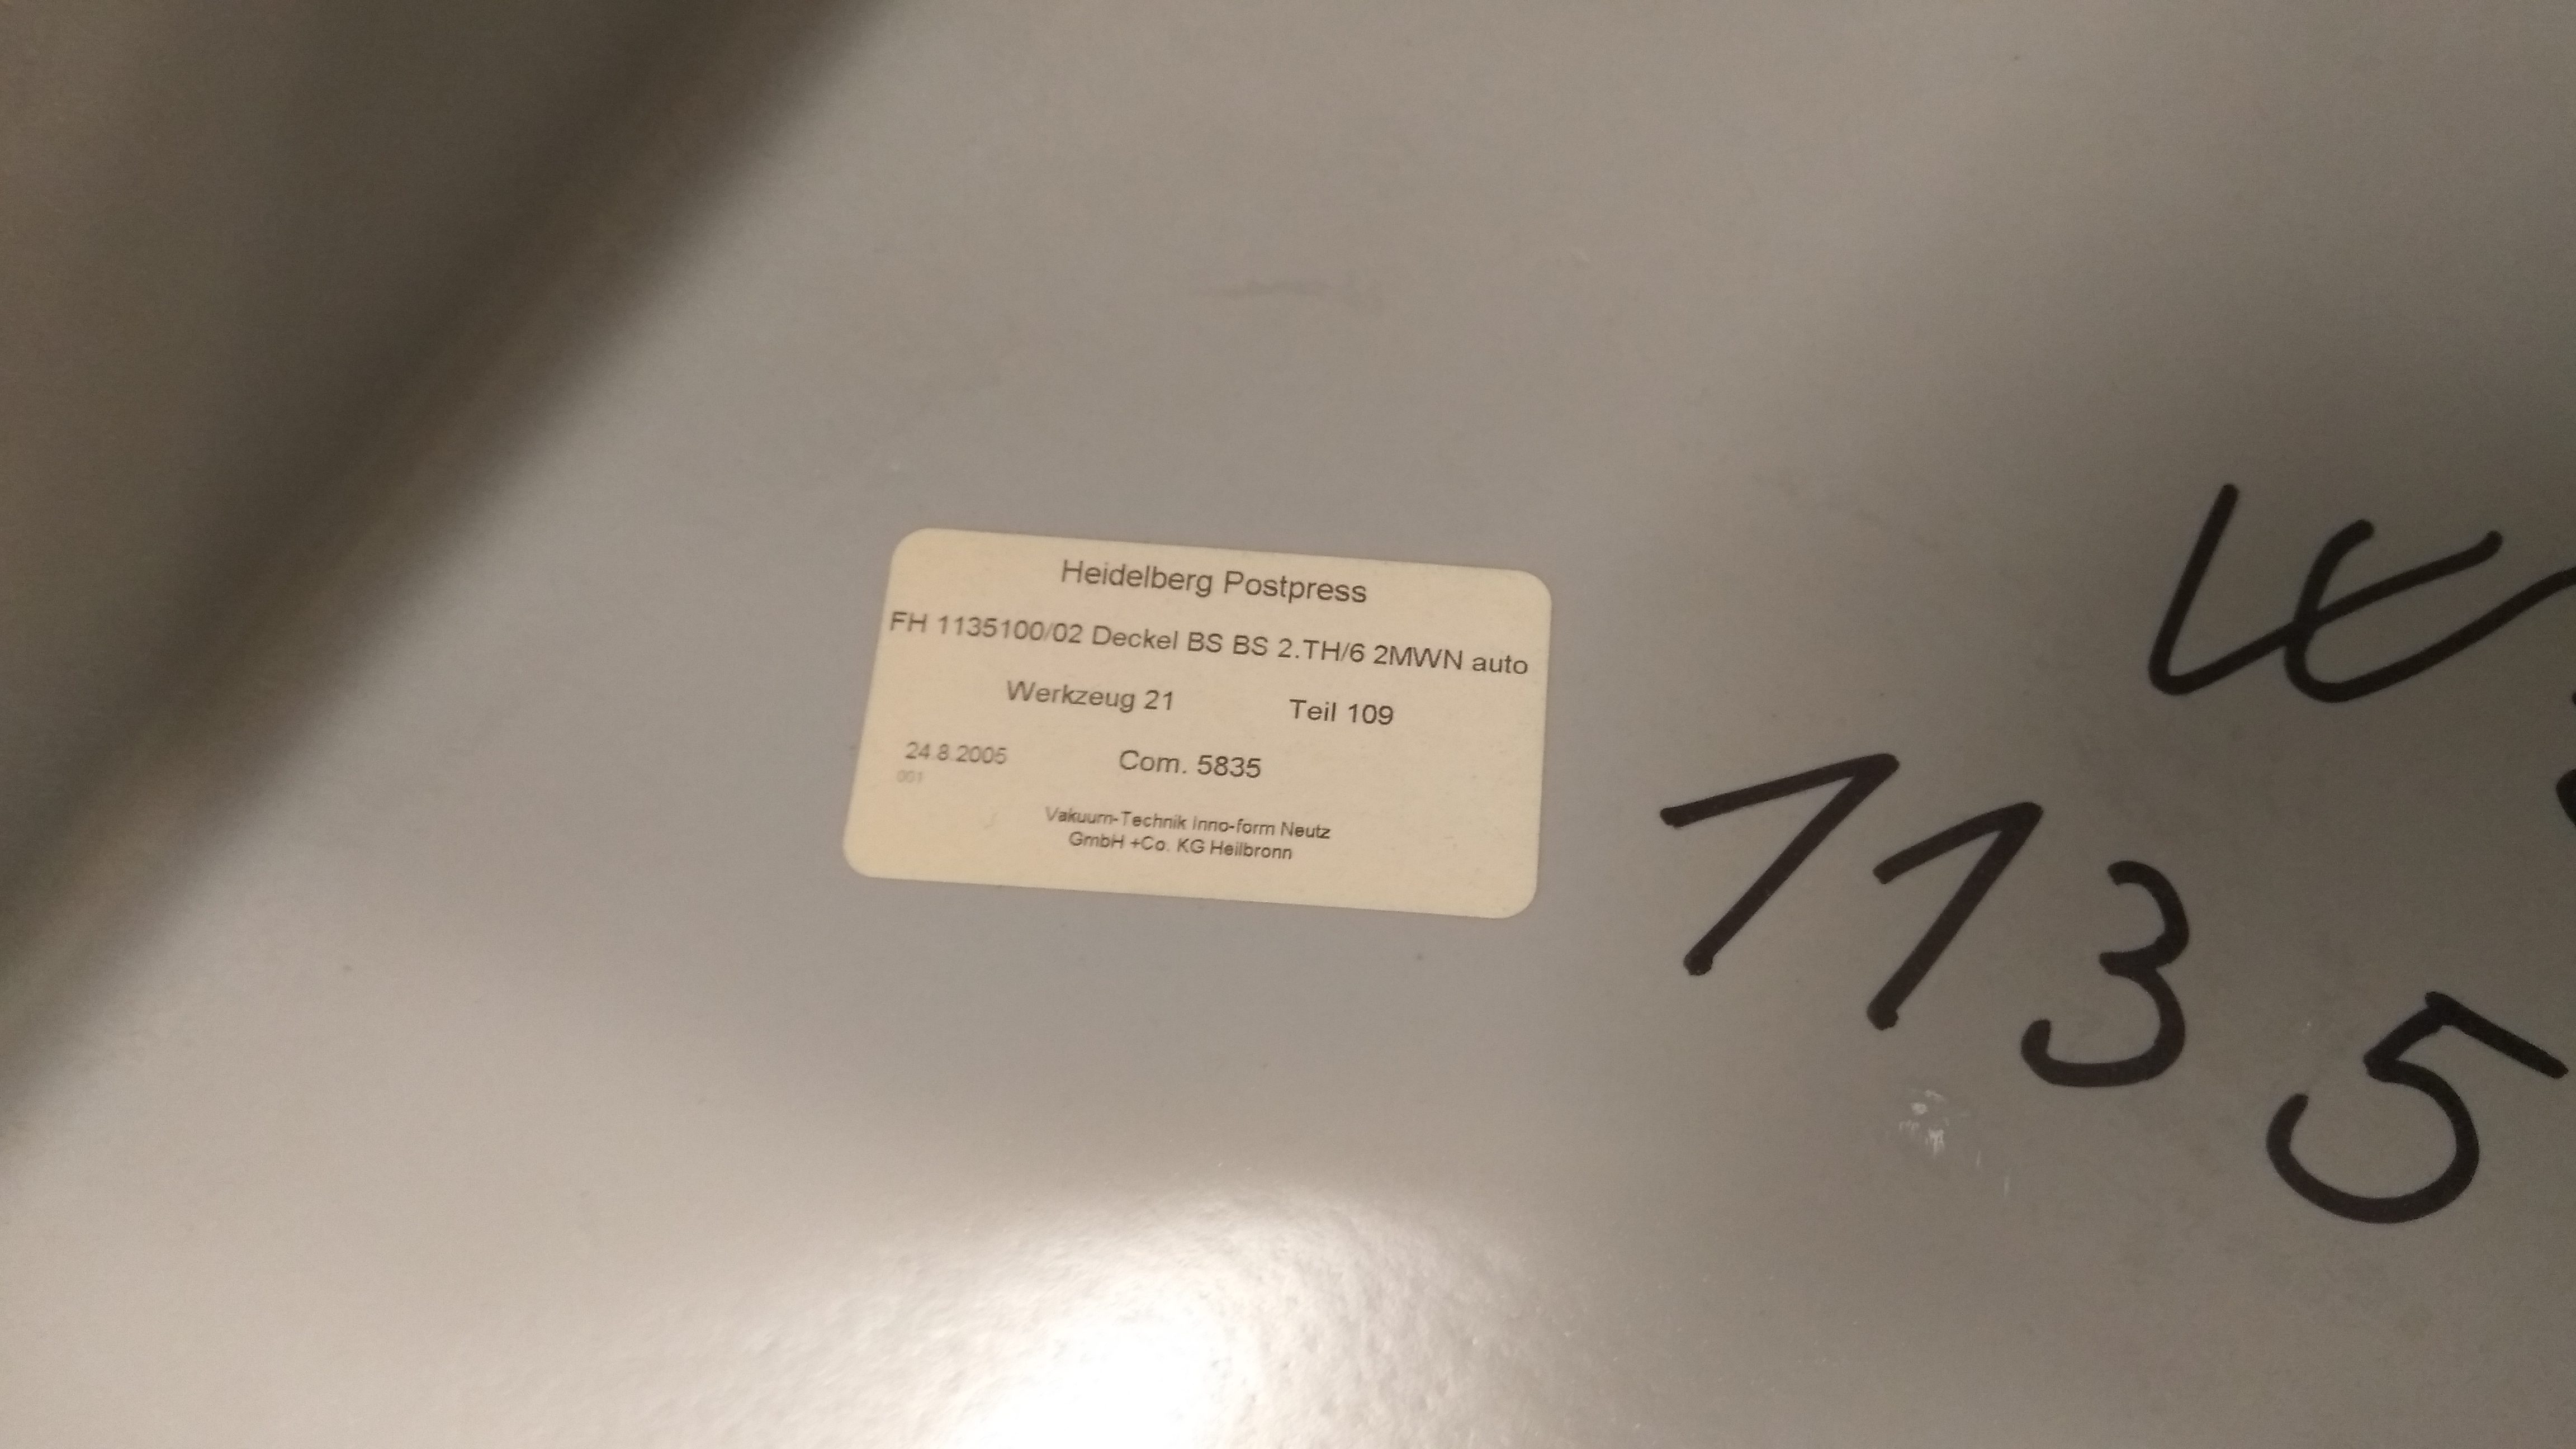 Heidelberg Postpress
FH 1135100/02 Deckel BS BS 2.TH/6 2MWN auto
Werkzeug 21 Teil 109
24.8.2005 Com. 5835
001
Vakuum-Technik Inno-form Neutz
GmbH +Co. KG Heilbronn
1135